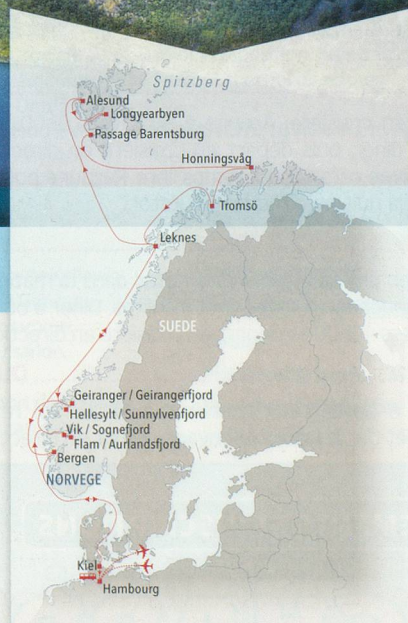 Spitzberg
Alesund
Longyearbyen
Passage Barentsburg
Honningsvåg
Tromsö
Leknes
SUEDE
Geiranger / Geirangerfjord
Hellesylt / Sunnylvenfjord
Vik / Sognefjord
Flam / Aurlandsfjord
Bergen
NORVEGE
Kiel
Hambourg